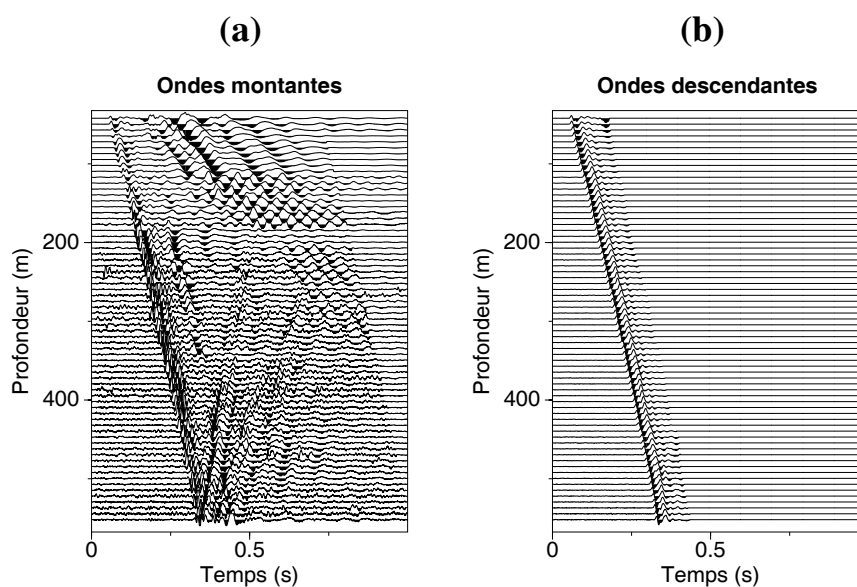 (a)
Ondes montantes
Profondeur (m)
200
400
0
0.5
Temps (s)
(b)
Ondes descendantes
Profondeur (m)
200
400
0
0.5
Temps (s)